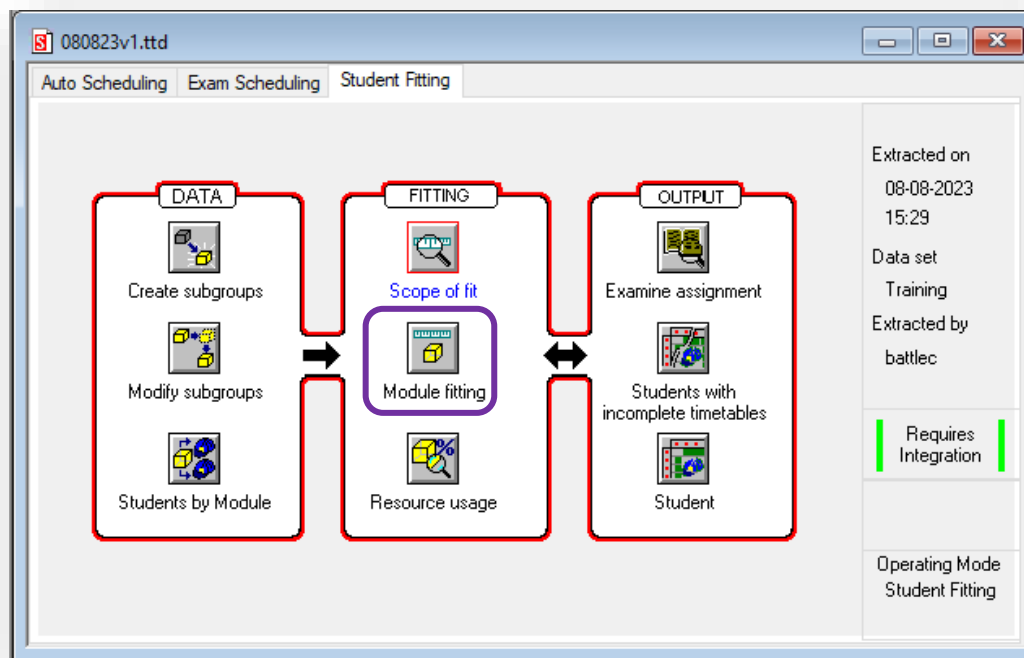 080823v1.ttd
Auto Scheduling Exam Scheduling Student Fitting
DATA
Create subgroups
Modify subgroups
Students by Module
FITTING
Scope of fit
Module fitting
Resource usage
OUTPUT
Examine assignment
Students with
incomplete timetables
Student
Extracted on
08-08-2023
15:29
Data set
Training
Extracted by
battlec
Requires
Integration
Operating Mode
Student Fitting